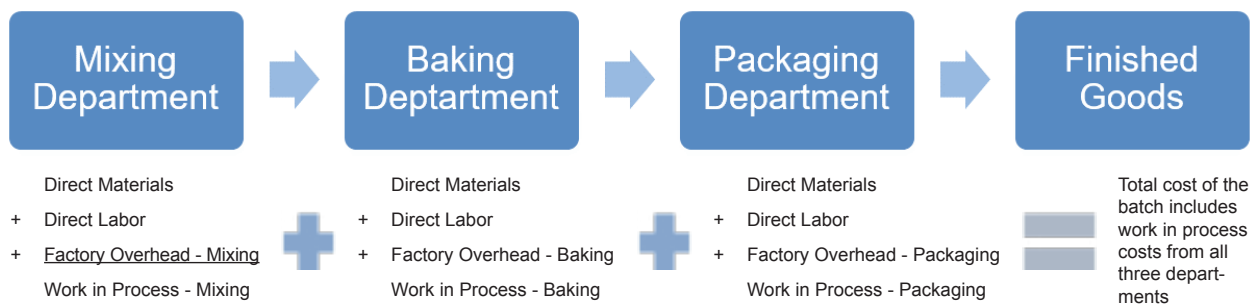 Mixing
Department
Baking
Deptartment
Packaging
Department
Finished
Goods
Direct Materials
+ Direct Labor
+ Factory Overhead - Mixing
Work in Process - Mixing
Direct Materials
+ Direct Labor
+ Factory Overhead - Baking
Work in Process - Baking
Direct Materials
+ Direct Labor
+ Factory Overhead - Packaging
Work in Process - Packaging
Total cost of the
batch includes
work in process
costs from all
three depart-
ments